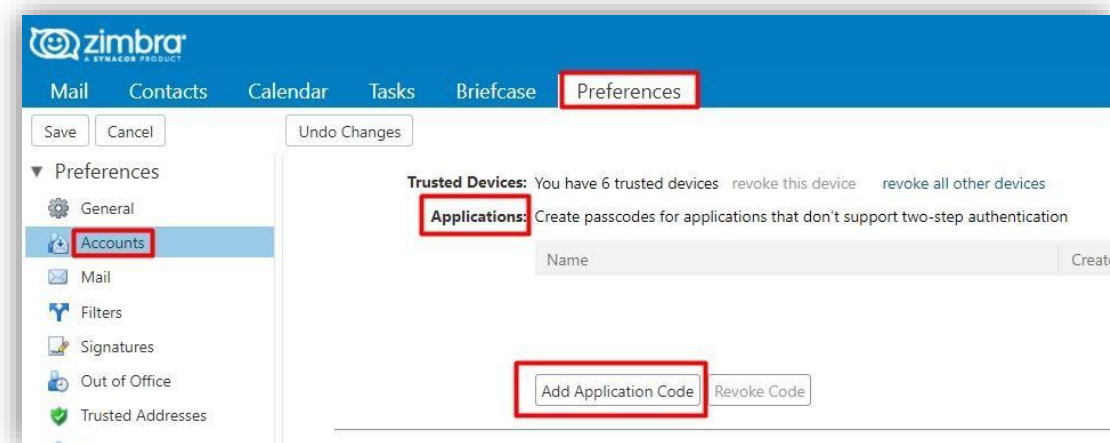 zimbra
A SYNACOR PRODUCT
Mail Contacts Calendar Tasks Briefcase Preferences
Save Cancel Undo Changes
Preferences
General
Accounts
Mail
Filters
Signatures
Out of Office
Trusted Addresses
Trusted Devices: You have 6 trusted devices revoke this device revoke all other devices
Applications: Create passcodes for applications that don't support two-step authentication
Name Create
Add Application Code Revoke Code